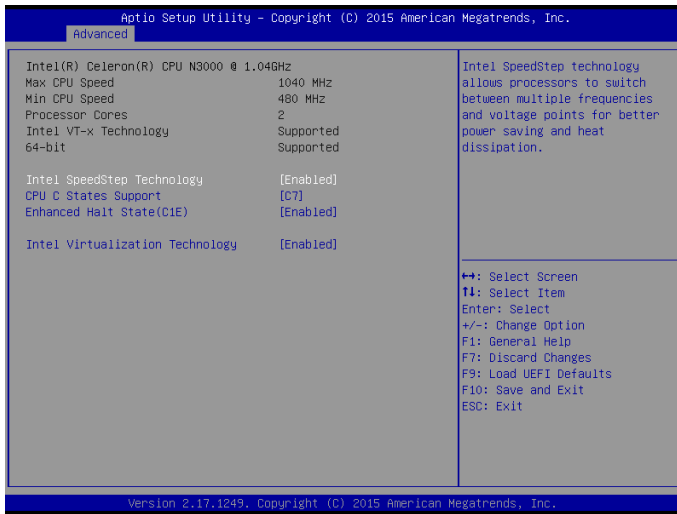 Aptio Setup Utility – Copyright (C) 2015 American Megatrends, Inc.
Advanced
Intel(R) Celeron(R) CPU N3000 @ 1.04GHz
Max CPU Speed 1040 MHz
Min CPU Speed 480 MHz
Processor Cores 2
Intel VT-x Technology Supported
64-bit Supported
Intel SpeedStep Technology [Enabled]
CPU C States Support [C7]
Enhanced Halt State(C1E) [Enabled]
Intel Virtualization Technology [Enabled]
Intel SpeedStep technology
allows processors to switch
between multiple frequencies
and voltage points for better
power saving and heat
dissipation.
↔: Select Screen
↑↓: Select Item
Enter: Select
+/-: Change Option
F1: General Help
F7: Discard Changes
F9: Load UEFI Defaults
F10: Save and Exit
ESC: Exit
Version 2.17.1249. Copyright (C) 2015 American Megatrends, Inc.